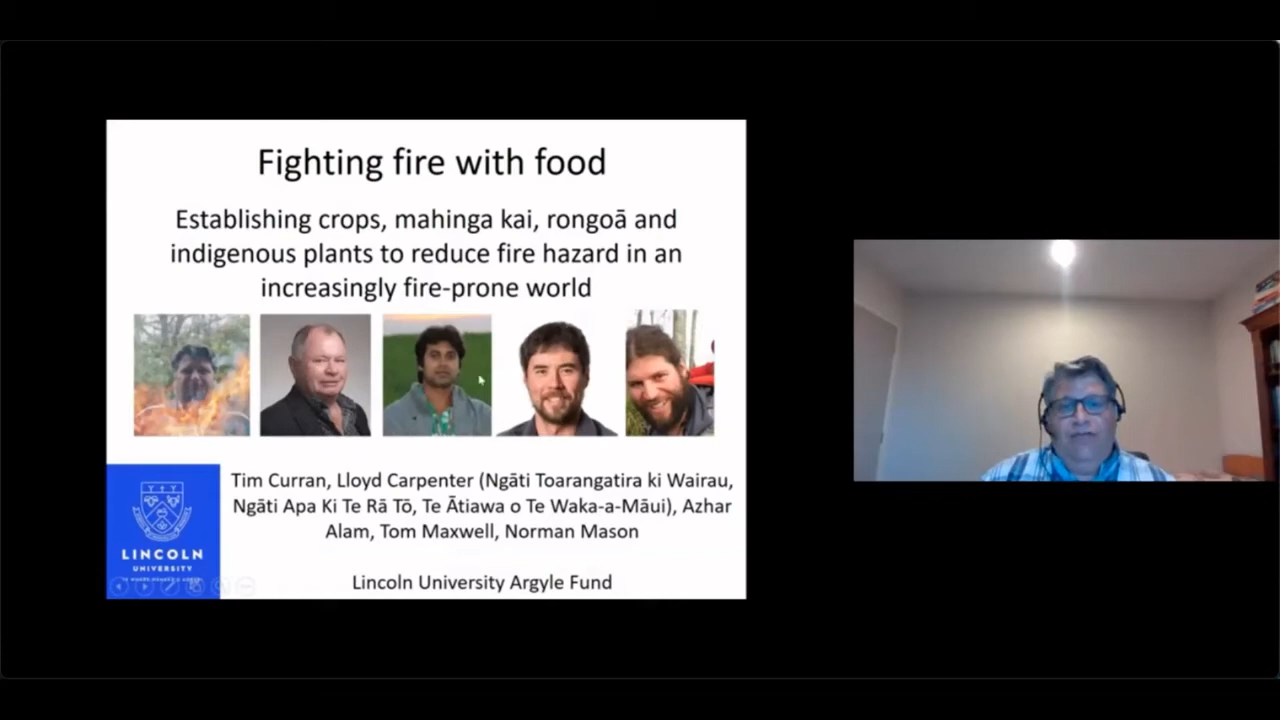 Fighting fire with food
Establishing crops, mahinga kai, rongoā and
indigenous plants to reduce fire hazard in an
increasingly fire-prone world
Tim Curran, Lloyd Carpenter (Ngāti Toarangatira ki Wairau,
Ngāti Apa Ki Te Rā Tō, Te Ātiawa o Te Waka-a-Māui), Azhar
Alam, Tom Maxwell, Norman Mason
LINCOLN
UNIVERSITY
Lincoln University Argyle Fund